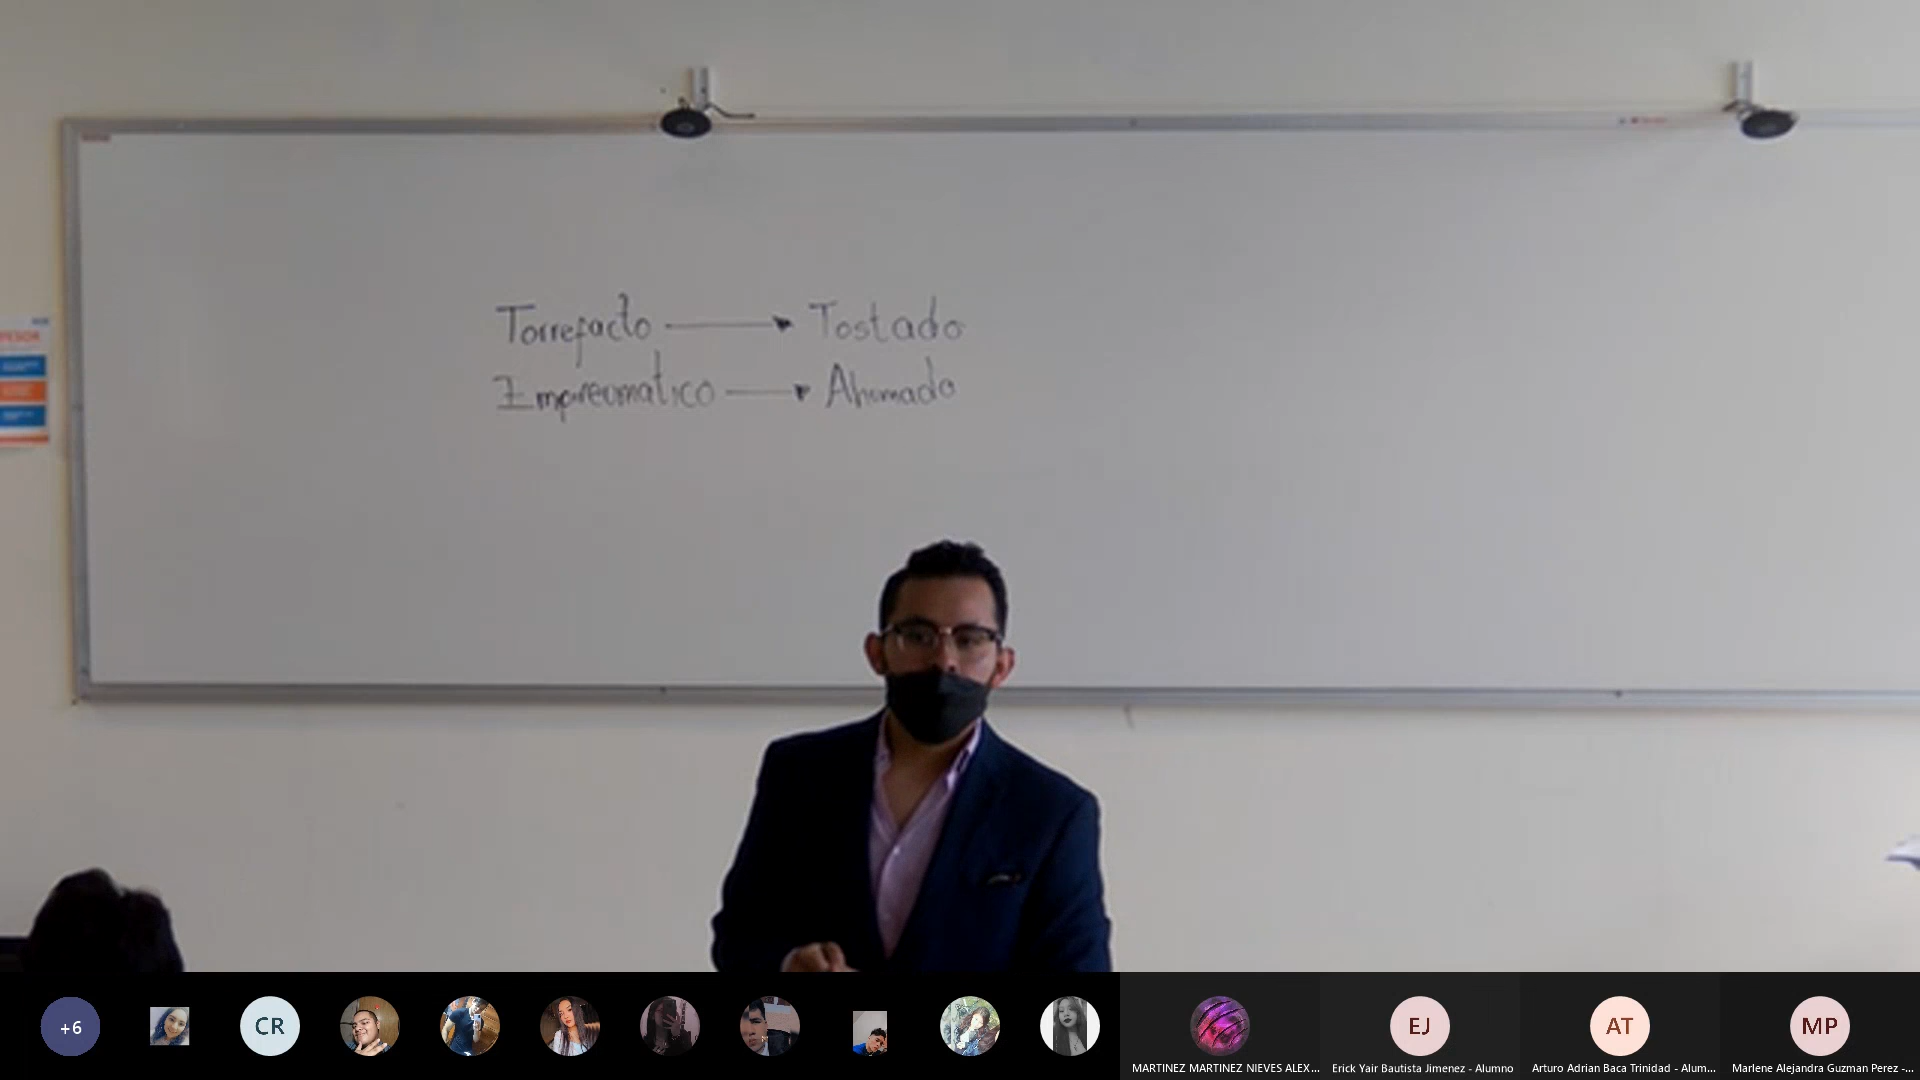 Torrefacto → Tostado
Empireomatico → Ahumado
+6
CR
EJ
AT
MP
MARTINEZ MARTINEZ NIEVES ALEX...
Erick Yair Bautista Jimenez - Alumno
Arturo Adrian Baca Trinidad - Alum...
Marlene Alejandra Guzman Perez -...